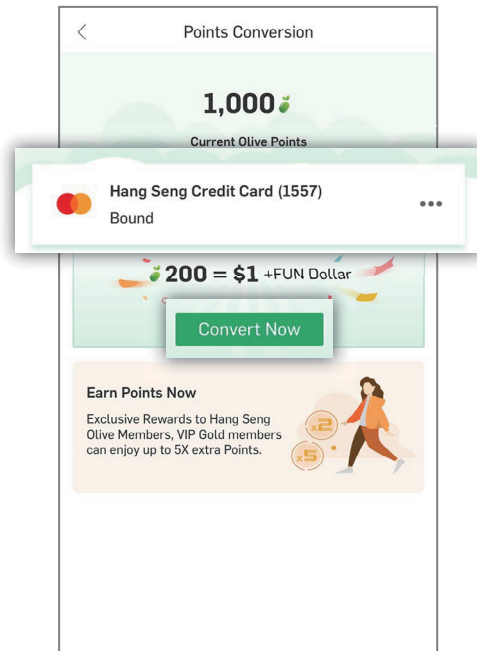 Points Conversion
1,000
Current Olive Points
Hang Seng Credit Card (1557)
Bound
200 = $1 +FUN Dollar
Convert Now
Earn Points Now
Exclusive Rewards to Hang Seng
Olive Members, VIP Gold members
can enjoy up to 5X extra Points.
x2
x5